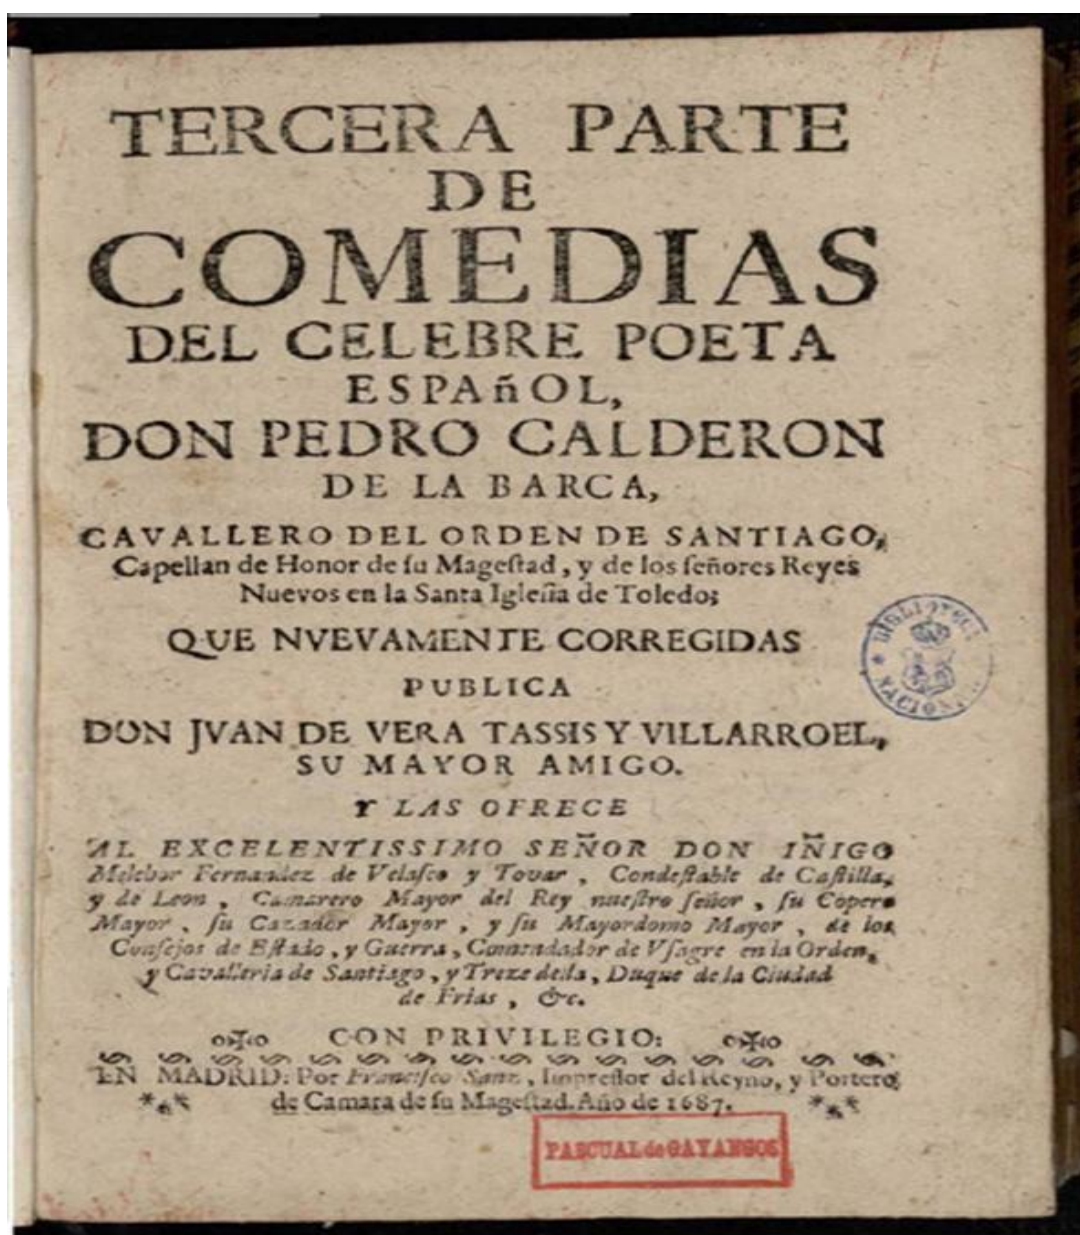 TERCERA PARTE
DE
COMEDIAS
DEL CELEBRE POETA
ESPAñOL,
DON PEDRO CALDERON
DE LA BARCA,
CAVALLERO DEL ORDEN DE SANTIAGO,
Capellan de Honor de ſu Mageſtad, y de los ſeñores Reyes
Nuevos en la Santa Igleſia de Toledo;
QUE NVEVAMENTE CORREGIDAS
PUBLICA
DON JVAN DE VERA TASSIS Y VILLARROEL,
SU MAYOR AMIGO.
Y LAS OFRECE
AL EXCELENTISSIMO SEÑOR DON IÑIGO
Melchor Fernandez de Velaſco y Tovar, Condeſtable de Caſtilla,
y de Leon, Camarero Mayor del Rey nueſtro ſeñor, ſu Copero
Mayor, ſu Cazador Mayor, y ſu Mayordomo Mayor, de los
Conſejos de Eſtado, y Guerra, Comendador de Vſagre en la Orden,
y Cavalleria de Santiago, y Treze della, Duque de la Ciudad
de Frias, &c.
CON PRIVILEGIO:
EN MADRID: Por Franciſco Sanz, Impreſſor del Reyno, y Portero
de Camara de ſu Mageſtad. Año de 1687.
BIBLIOTECA NACIONAL
PASCUAL de GAYANGOS